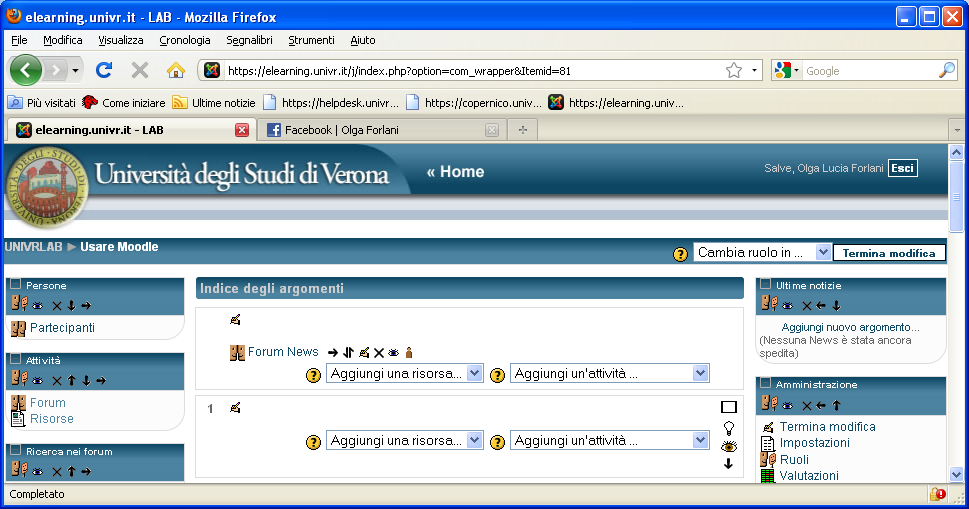 elearning.univr.it - LAB - Mozilla Firefox
File Modifica Visualizza Cronologia Segnalibri Strumenti Aiuto
https://elearning.univr.it/j/index.php?option=com_wrapper&Itemid=81
Google
Più visitati Come iniziare Ultime notizie https://helpdesk.univr... https://copernico.univ... https://elearning.univ...
elearning.univr.it - LAB Facebook | Olga Forlani
Università degli Studi di Verona « Home Salve, Olga Lucia Forlani Esci
UNIVRLAB ► Usare Moodle Cambia ruolo in ... Termina modifica
Persone
Partecipanti
Attività
Forum
Risorse
Ricerca nei forum
Indice degli argomenti
Forum News
Aggiungi una risorsa... Aggiungi un'attività ...
1
Aggiungi una risorsa... Aggiungi un'attività ...
Ultime notizie
Aggiungi nuovo argomento...
(Nessuna News è stata ancora
spedita)
Amministrazione
Termina modifica
Impostazioni
Ruoli
Valutazioni
Completato